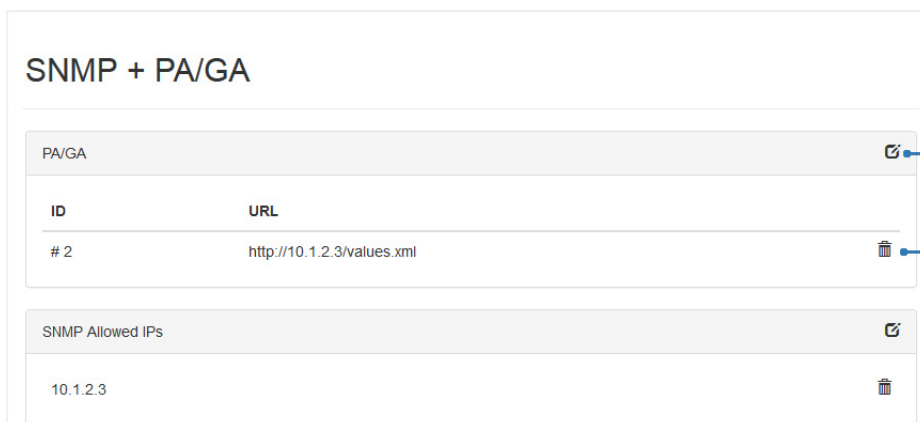 SNMP + PA/GA
PA/GA
ID URL
# 2 http://10.1.2.3/values.xml
SNMP Allowed IPs
10.1.2.3